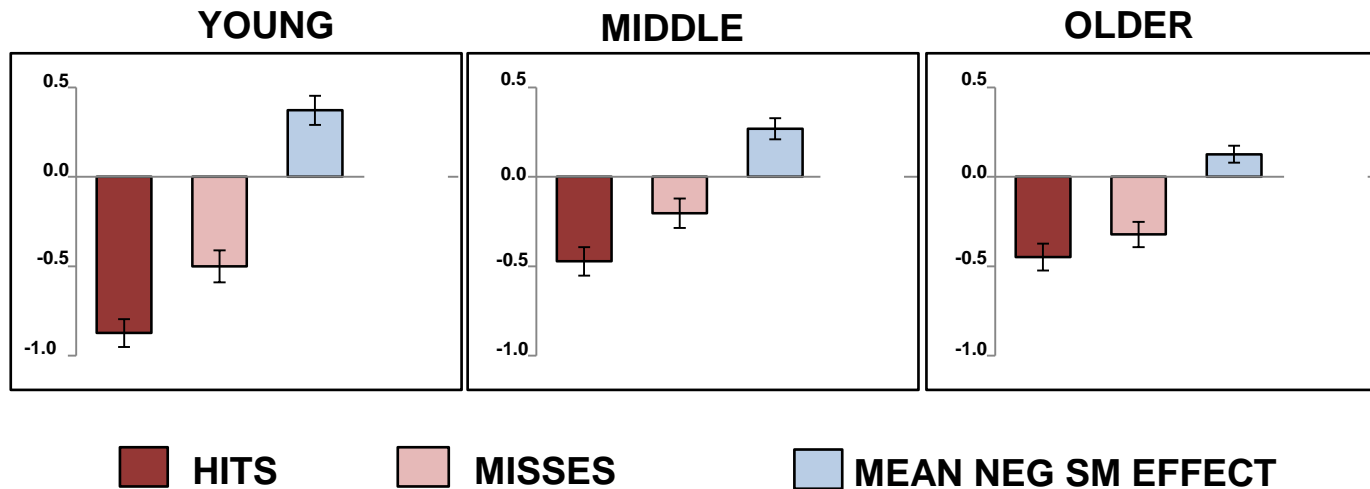 YOUNG MIDDLE OLDER
0.5 0.5 0.5
0.0 0.0 0.0
-0.5 -0.5 -0.5
-1.0 -1.0 -1.0
HITS MISSES MEAN NEG SM EFFECT